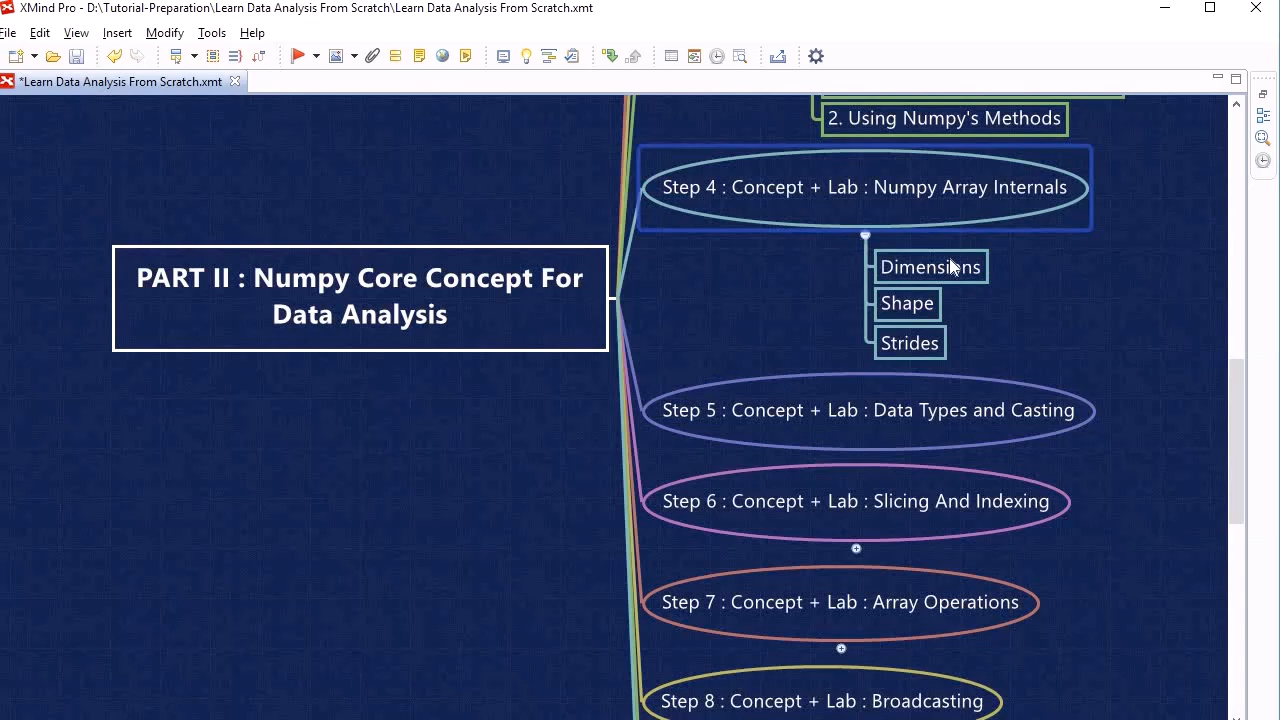 XMind Pro - D:\Tutorial-Preparation\Learn Data Analysis From Scratch\Learn Data Analysis From Scratch.xmt
File Edit View Insert Modify Tools Help
*Learn Data Analysis From Scratch.xmt
2. Using Numpy's Methods
Step 4 : Concept + Lab : Numpy Array Internals
Dimensions
Shape
Strides
PART II : Numpy Core Concept For
Data Analysis
Step 5 : Concept + Lab : Data Types and Casting
Step 6 : Concept + Lab : Slicing And Indexing
Step 7 : Concept + Lab : Array Operations
Step 8 : Concept + Lab : Broadcasting